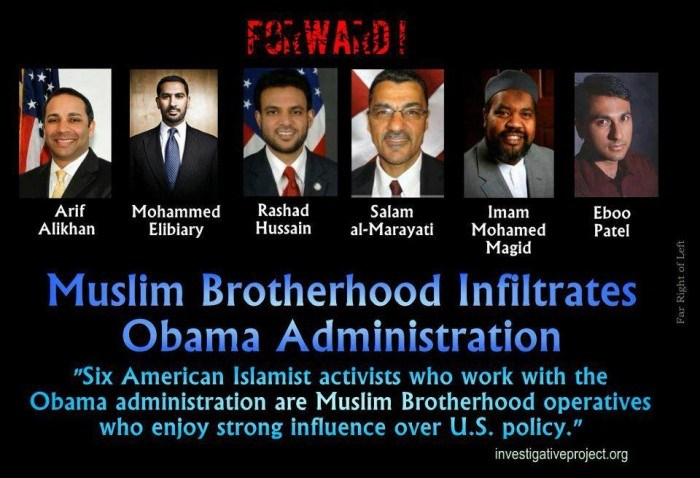 FORWARD!
Arif
Alikhan
Mohammed
Elibiary
Rashad
Hussain
Salam
al-Marayati
Imam
Mohamed
Magid
Eboo
Patel
Far Right of Left
Muslim Brotherhood Infiltrates
Obama Administration
"Six American Islamist activists who work with the
Obama administration are Muslim Brotherhood operatives
who enjoy strong influence over U.S. policy."
investigativeproject.org